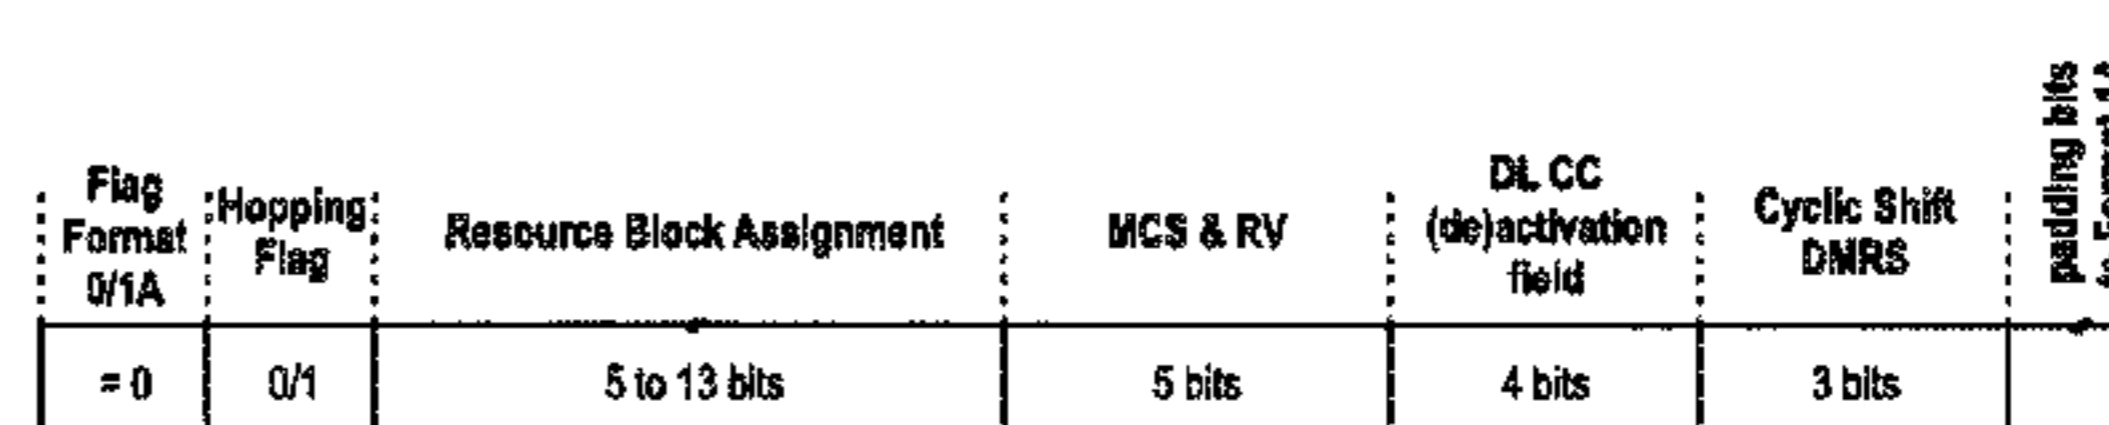 Flag
Format
0/1A
Hopping
Flag
Resource Block Assignment
MCS & RV
DL CC
(de)activation
field
Cyclic Shift
DMRS
padding bits
= 0
0/1
5 to 13 bits
5 bits
4 bits
3 bits